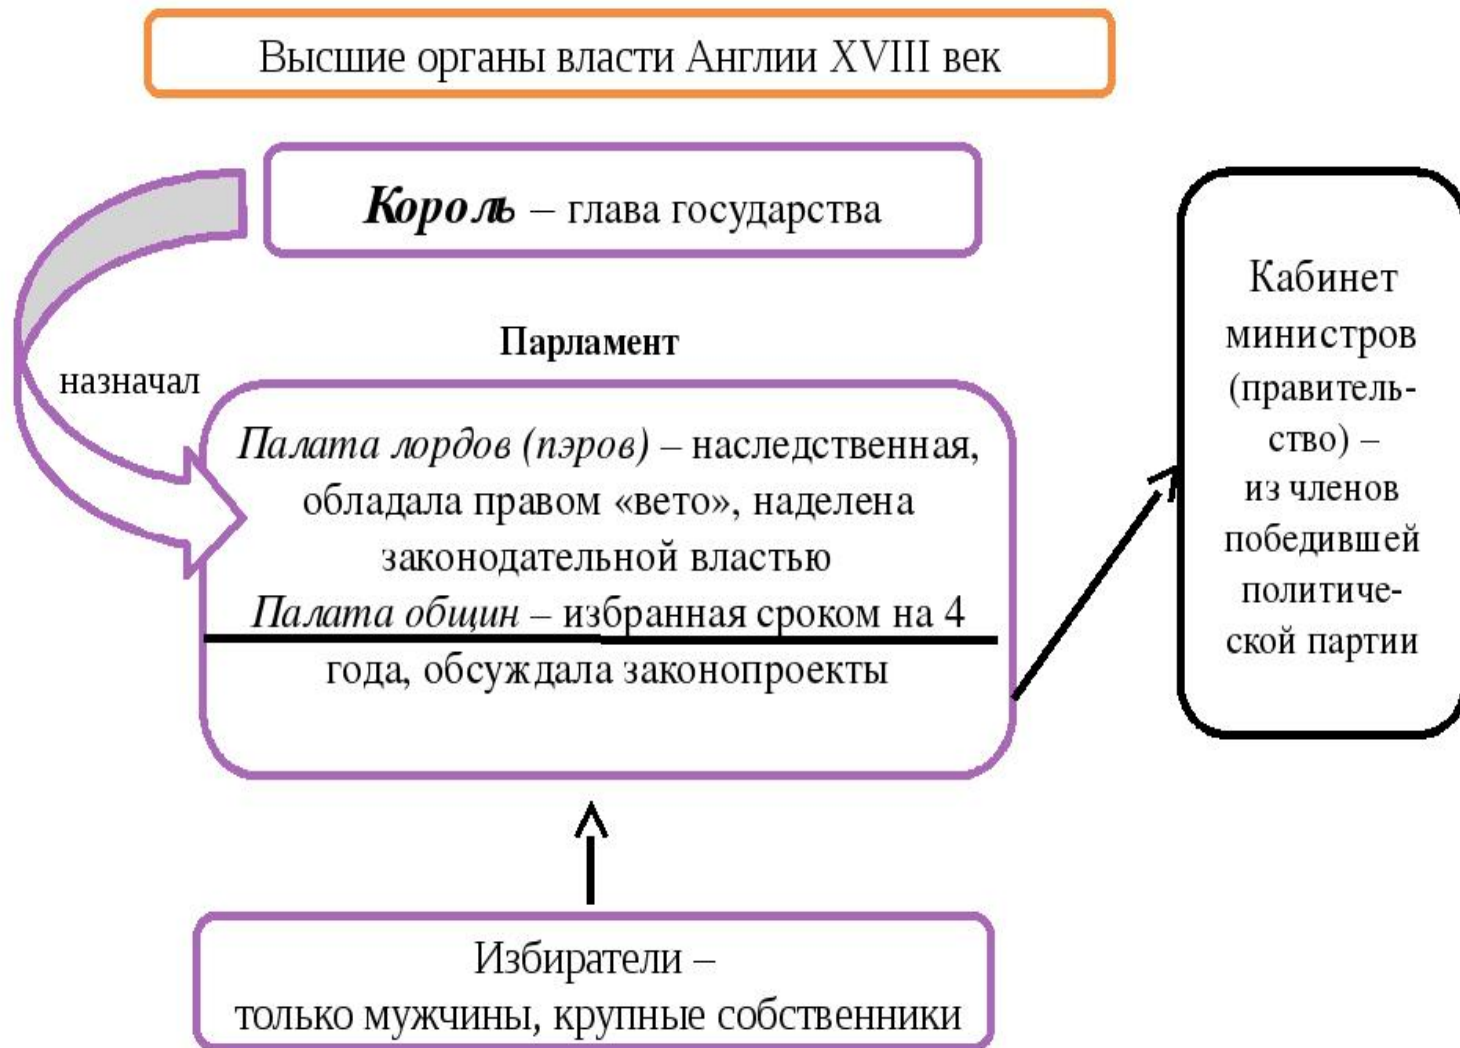 Высшие органы власти Англии XVIII век
Король – глава государства
Парламент
назначал
Палата лордов (пэров) – наследственная,
обладала правом «вето», наделена
законодательной властью
Палата общин – избранная сроком на 4
года, обсуждала законопроекты
Кабинет
министров
(правитель-
ство) –
из членов
победившей
политиче-
ской партии
Избиратели –
только мужчины, крупные собственники